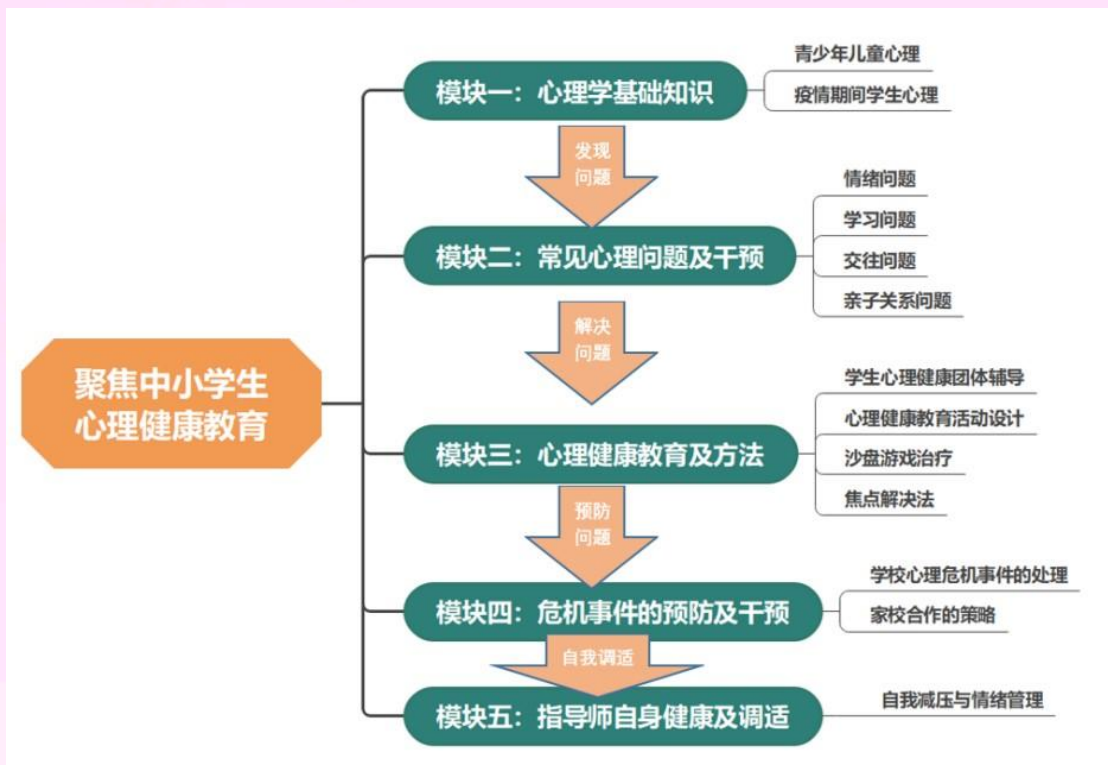 聚焦中小学生
心理健康教育
模块一：心理学基础知识
青少年儿童心理
疫情期间学生心理
发现
问题
模块二：常见心理问题及干预
情绪问题
学习问题
交往问题
亲子关系问题
解决
问题
模块三：心理健康教育及方法
学生心理健康团体辅导
心理健康教育活动设计
沙盘游戏治疗
焦点解决法
预防
问题
模块四：危机事件的预防及干预
学校心理危机事件的处理
家校合作的策略
自我调适
模块五：指导师自身健康及调适
自我减压与情绪管理